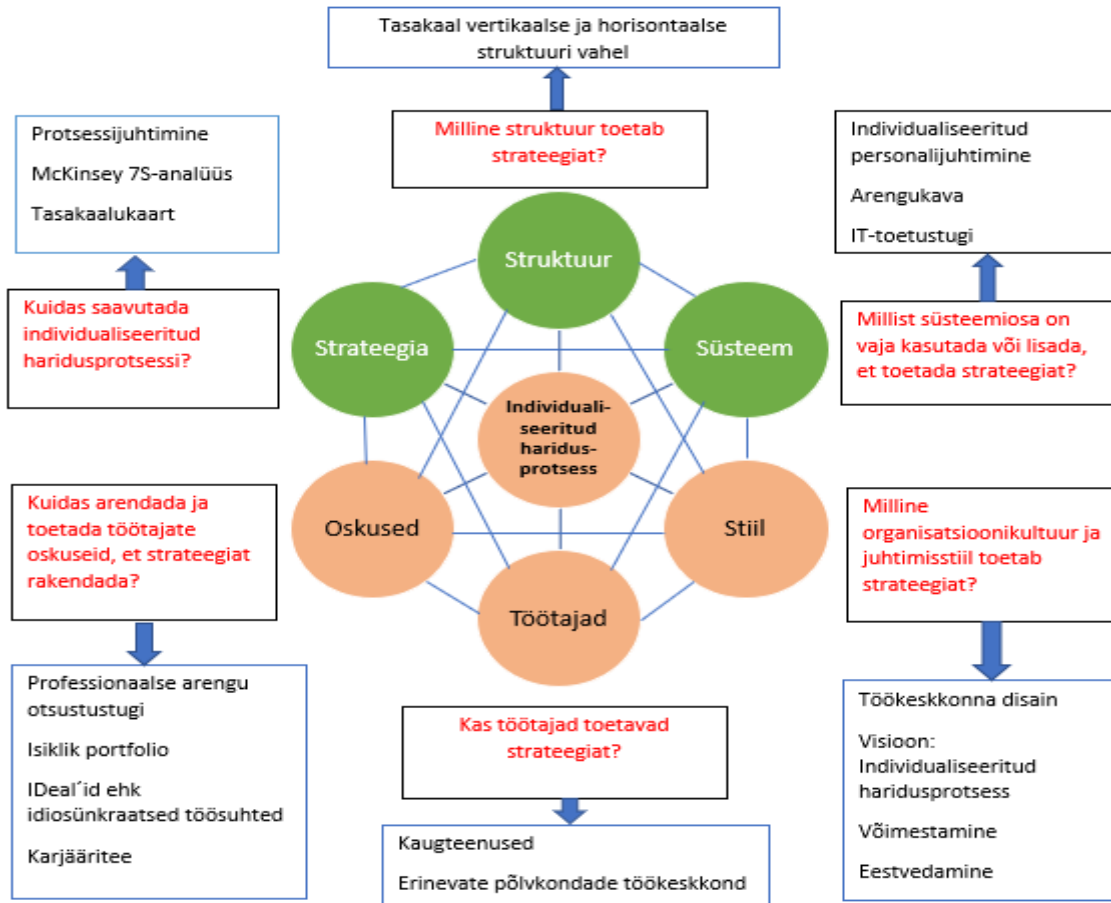 Tasakaal vertikaalse ja horisontaalse
struktuuri vahel
Milline struktuur toetab
strateegiat?
Protsessijuhtimine
McKinsey 7S-analüüs
Tasakaalukaart
Kuidas saavutada
individualiseeritud
haridusprotsessi?
Individualiseeritud
personalijuhtimine
Arengukava
IT-toetustugi
Millist süsteemiosa on
vaja kasutada või lisada,
et toetada strateegiat?
Struktuur
Strateegia
Süsteem
Individuali-
seeritud
haridus-
protsess
Oskused
Stiil
Töötajad
Kuidas arendada ja
toetada töötajate
oskuseid, et strateegiat
rakendada?
Professionaalse arengu
otsustustugi
Isiklik portfolio
IDeal´id ehk
idiosünkraatsed töösuhted
Karjääritee
Kas töötajad toetavad
strateegiat?
Kaugteenused
Erinevate põlvkondade töökeskkond
Milline
organisatsioonikultuur ja
juhtimisstiil toetab
strateegiat?
Töökeskkonna disain
Visioon:
Individualiseeritud
haridusprotsess
Võimestamine
Eestvedamine